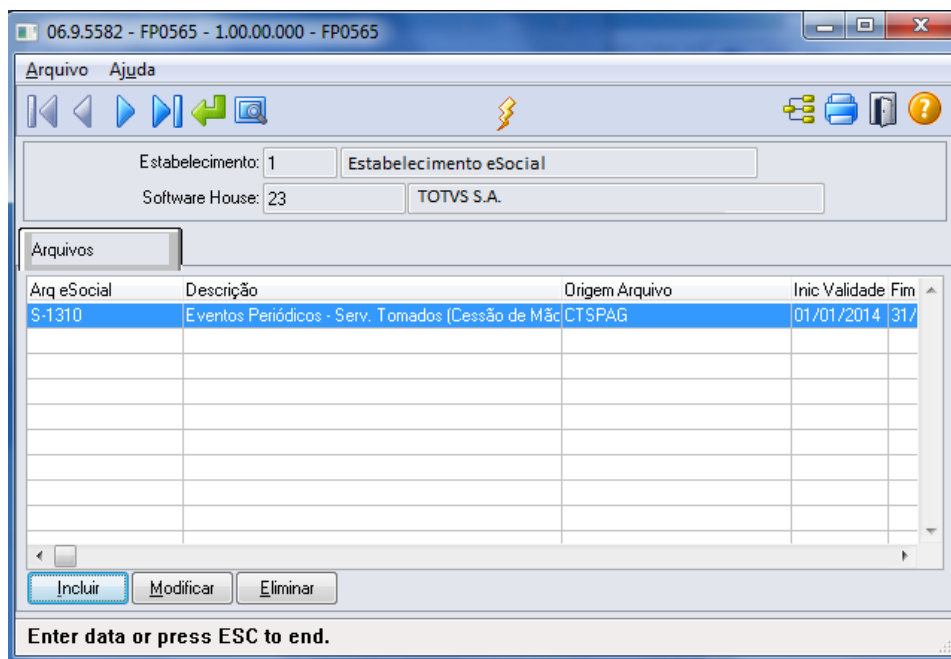 06.9.5582 - FP0565 - 1.00.00.000 - FP0565
Arquivo Ajuda
Estabelecimento: 1 Estabelecimento eSocial
Software House: 23 TOTVS S.A.
Arquivos
Arq eSocial Descrição Origem Arquivo Inic Validade Fim
S-1310 Eventos Periódicos - Serv. Tomados (Cessão de Mão CTSPAG 01/01/2014 31/
Incluir Modificar Eliminar
Enter data or press ESC to end.